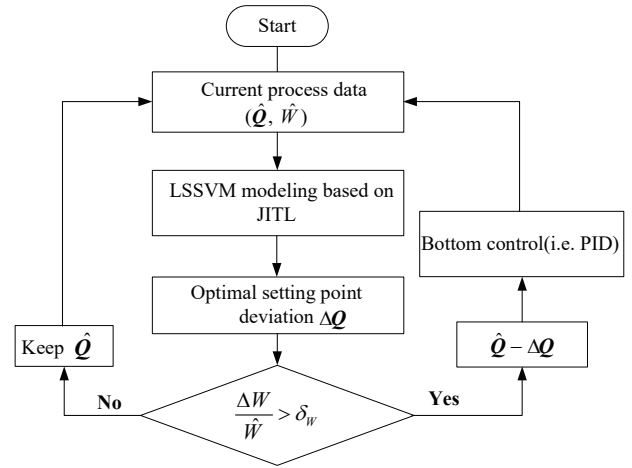 Start
Current process data
(Q̂, Ŵ)
LSSVM modeling based on
JITL
Bottom control(i.e. PID)
Optimal setting point
deviation ΔQ
Keep Q̂
Q̂ − ΔQ
No
ΔW
Ŵ
> δ_W
Yes